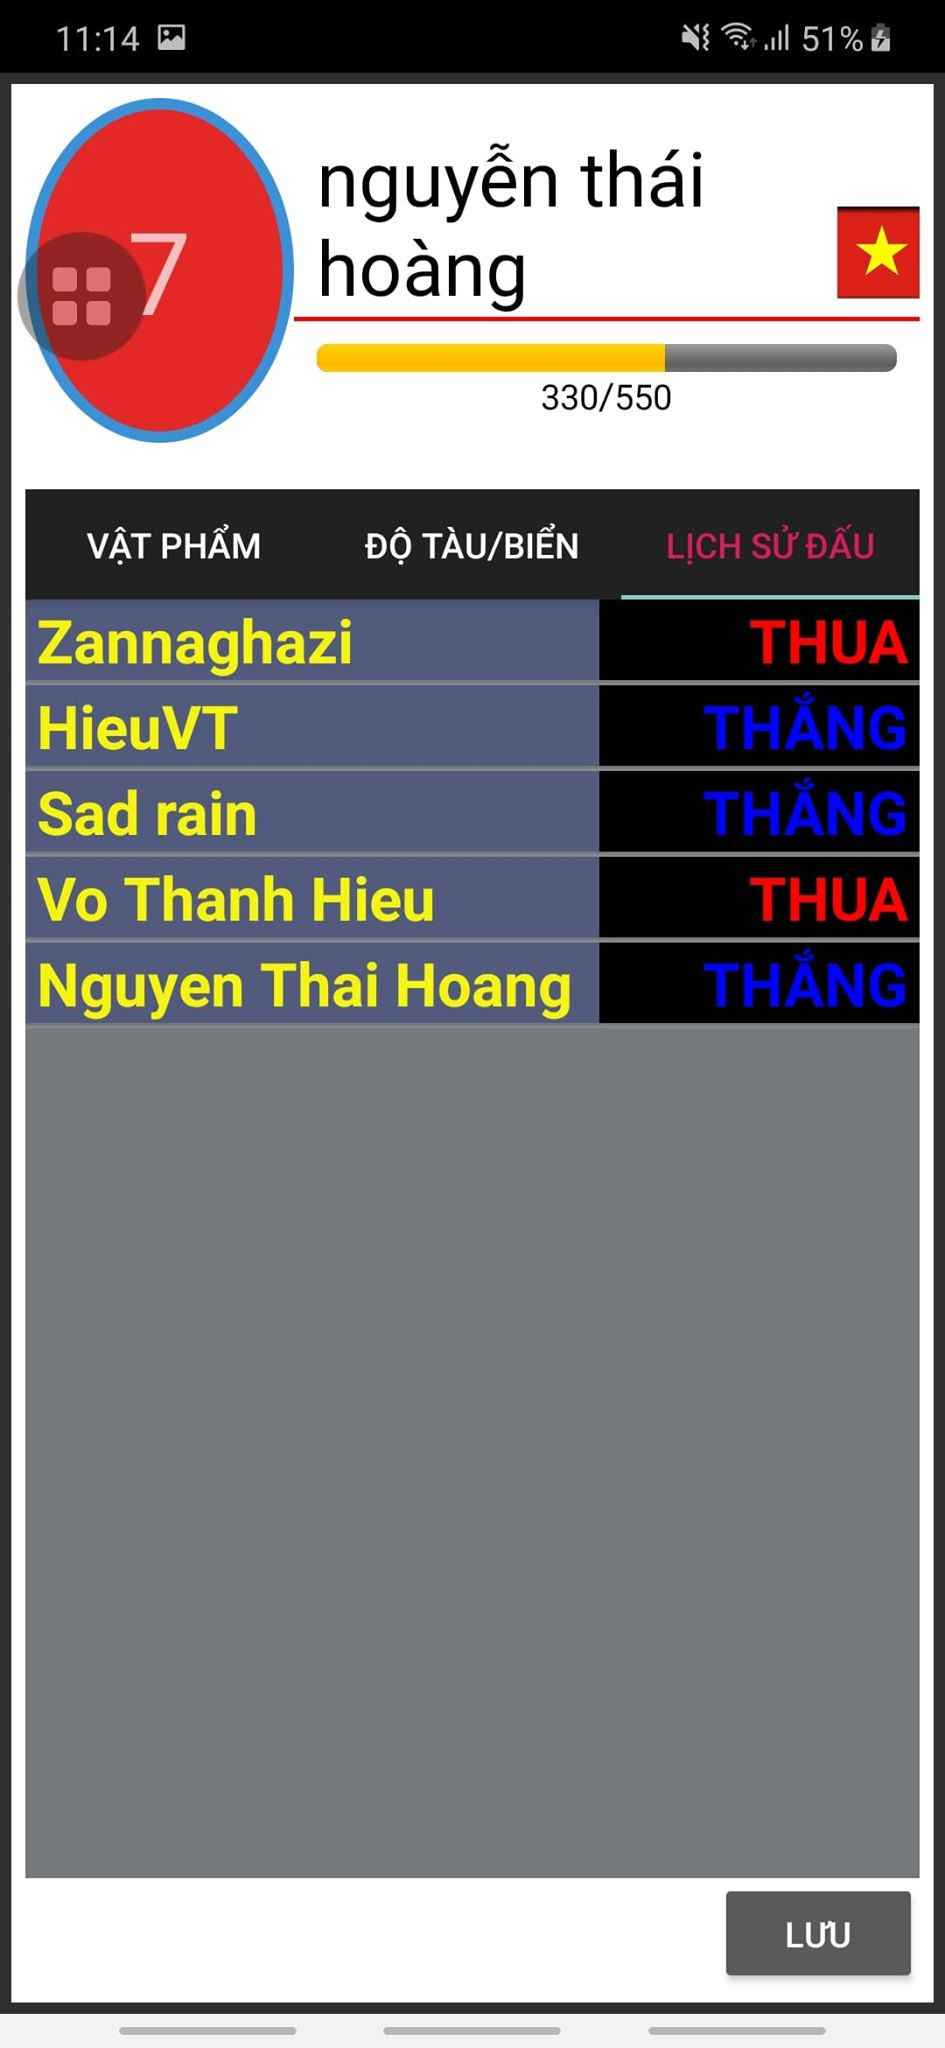 11:14
51%
7
nguyễn thái
hoàng
330/550
VẬT PHẨM
ĐỘ TÀU/BIỂN
LỊCH SỬ ĐẤU
Zannaghazi THUA
HieuVT THẮNG
Sad rain THẮNG
Vo Thanh Hieu THUA
Nguyen Thai Hoang THẮNG
LƯU